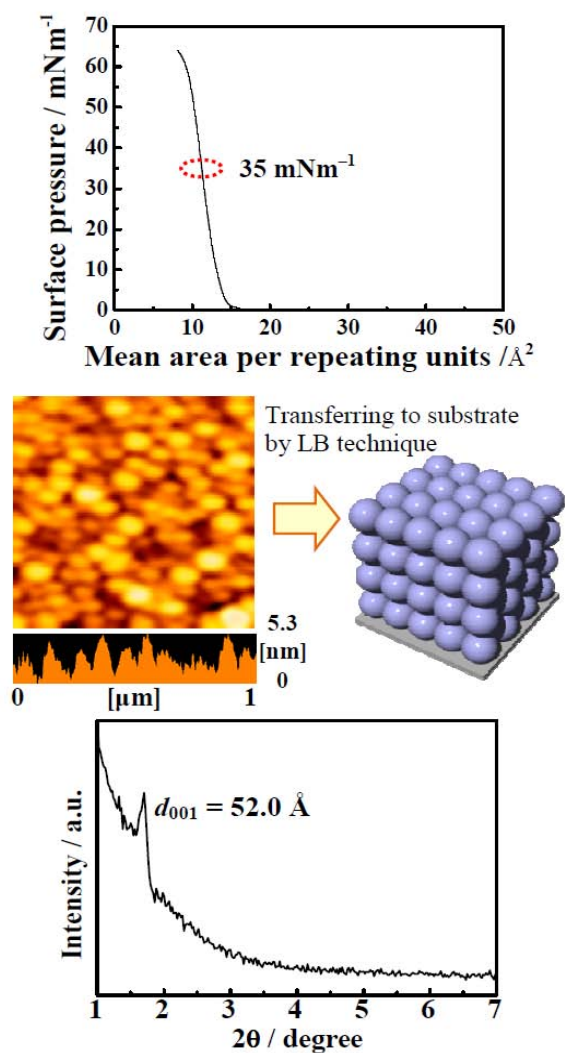 Surface pressure / mNm⁻¹
70
60
50
40
30
20
10
0
35 mNm⁻¹
0 10 20 30 40 50
Mean area per repeating units /Å²
Transferring to substrate
by LB technique
5.3
[nm]
0
0 [µm] 1
Intensity / a.u.
d₀₀₁ = 52.0 Å
1 2 3 4 5 6 7
2θ / degree